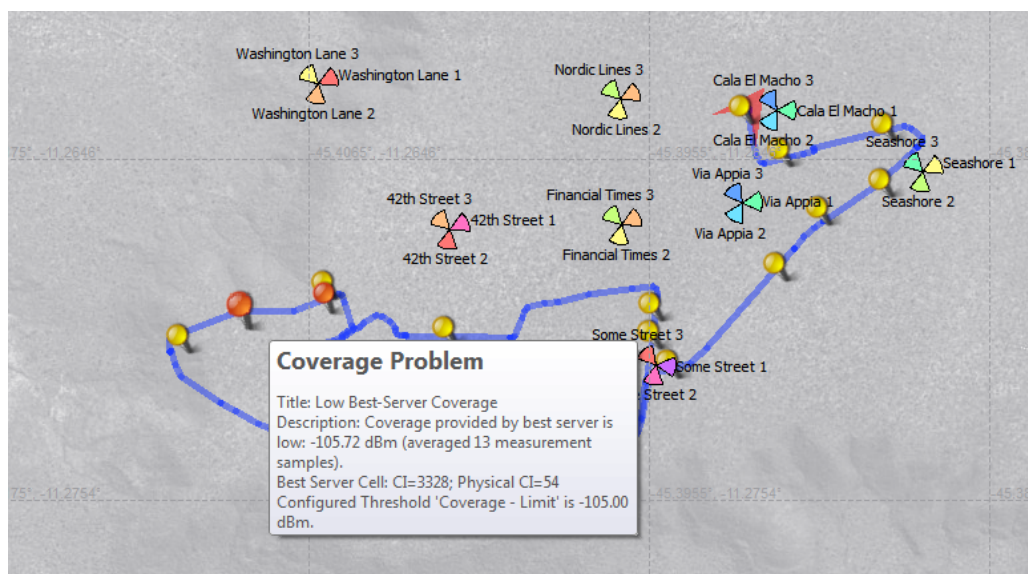 Washington Lane 3
Washington Lane 1
Washington Lane 2
Nordic Lines 3
Nordic Lines 2
Cala El Macho 3
Cala El Macho 1
Cala El Macho 2
Seashore 3
Seashore 1
Seashore 2
75° -11.2646°
-45.4065° -11.2646°
-45.3955° -11.2646°
Via Appia 3
Via Appia 1
Via Appia 2
42th Street 3
42th Street 1
42th Street 2
Financial Times 3
Financial Times 2
Some Street 3
Some Street 1
Street 2
Coverage Problem
Title: Low Best-Server Coverage
Description: Coverage provided by best server is
low: -105.72 dBm (averaged 13 measurement
samples).
Best Server Cell: CI=3328; Physical CI=54
Configured Threshold 'Coverage - Limit' is -105.00
dBm.
75° -11.2754°
-45.3955°, -11.2754°